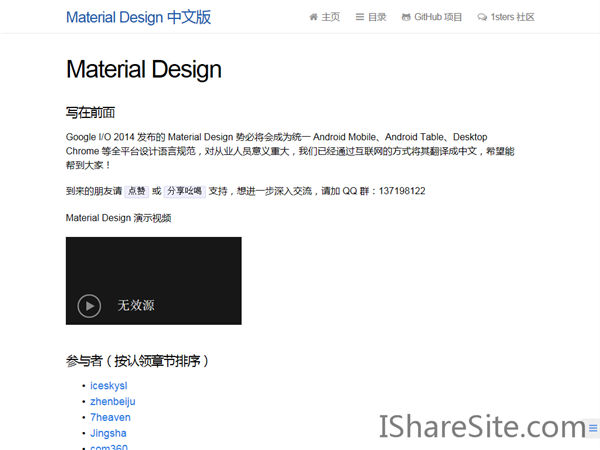 Material Design 中文版
主页
目录
GitHub 项目
1sters 社区
Material Design
写在前面
Google I/O 2014 发布的 Material Design 势必将会成为统一 Android Mobile、Android Table、Desktop
Chrome 等全平台设计语言规范，对从业人员意义重大，我们已经通过互联网的方式将其翻译成中文，希望能
帮到大家！
到来的朋友请 点赞 或 分享吆喝 支持，想进一步深入交流，请加 QQ 群：137198122
Material Design 演示视频
无效源
参与者（按认领章节排序）
iceskysl
zhenbeiju
7heaven
Jingsha
com360
IShareSite.com